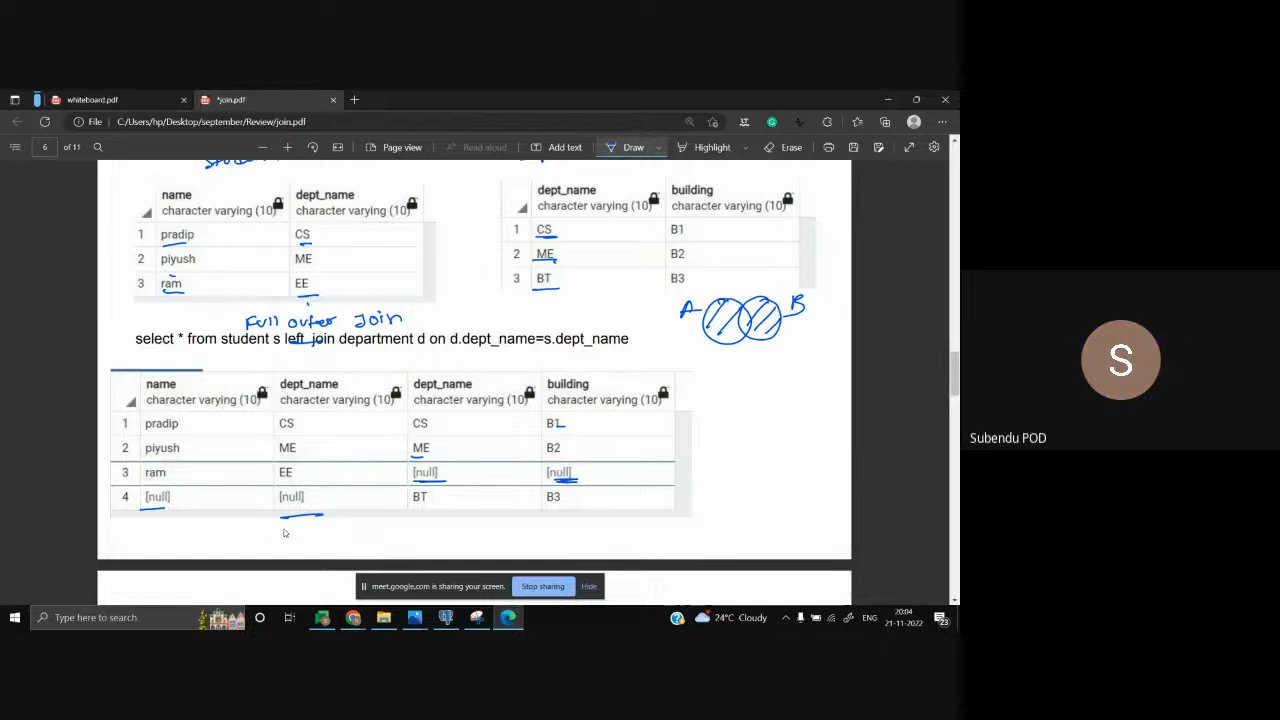 whiteboard.pdf
*join.pdf
File C:/Users/hp/Desktop/september/Review/join.pdf
6 of 11
Page view
Read aloud
Add text
Draw
Highlight
Erase
name
character varying (10)
dept_name
character varying (10)
1 pradip CS
2 piyush ME
3 ram EE
dept_name
character varying (10)
building
character varying (10)
1 CS B1
2 ME B2
3 BT B3
A B
Full outer Join
select * from student s left join department d on d.dept_name=s.dept_name
name
character varying (10)
dept_name
character varying (10)
dept_name
character varying (10)
building
character varying (10)
1 pradip CS CS B1
2 piyush ME ME B2
3 ram EE [null] [null]
4 [null] [null] BT B3
meet.google.com is sharing your screen.
Stop sharing
Hide
S
Subendu POD
Type here to search
24°C Cloudy
ENG
20:04
21-11-2022
23